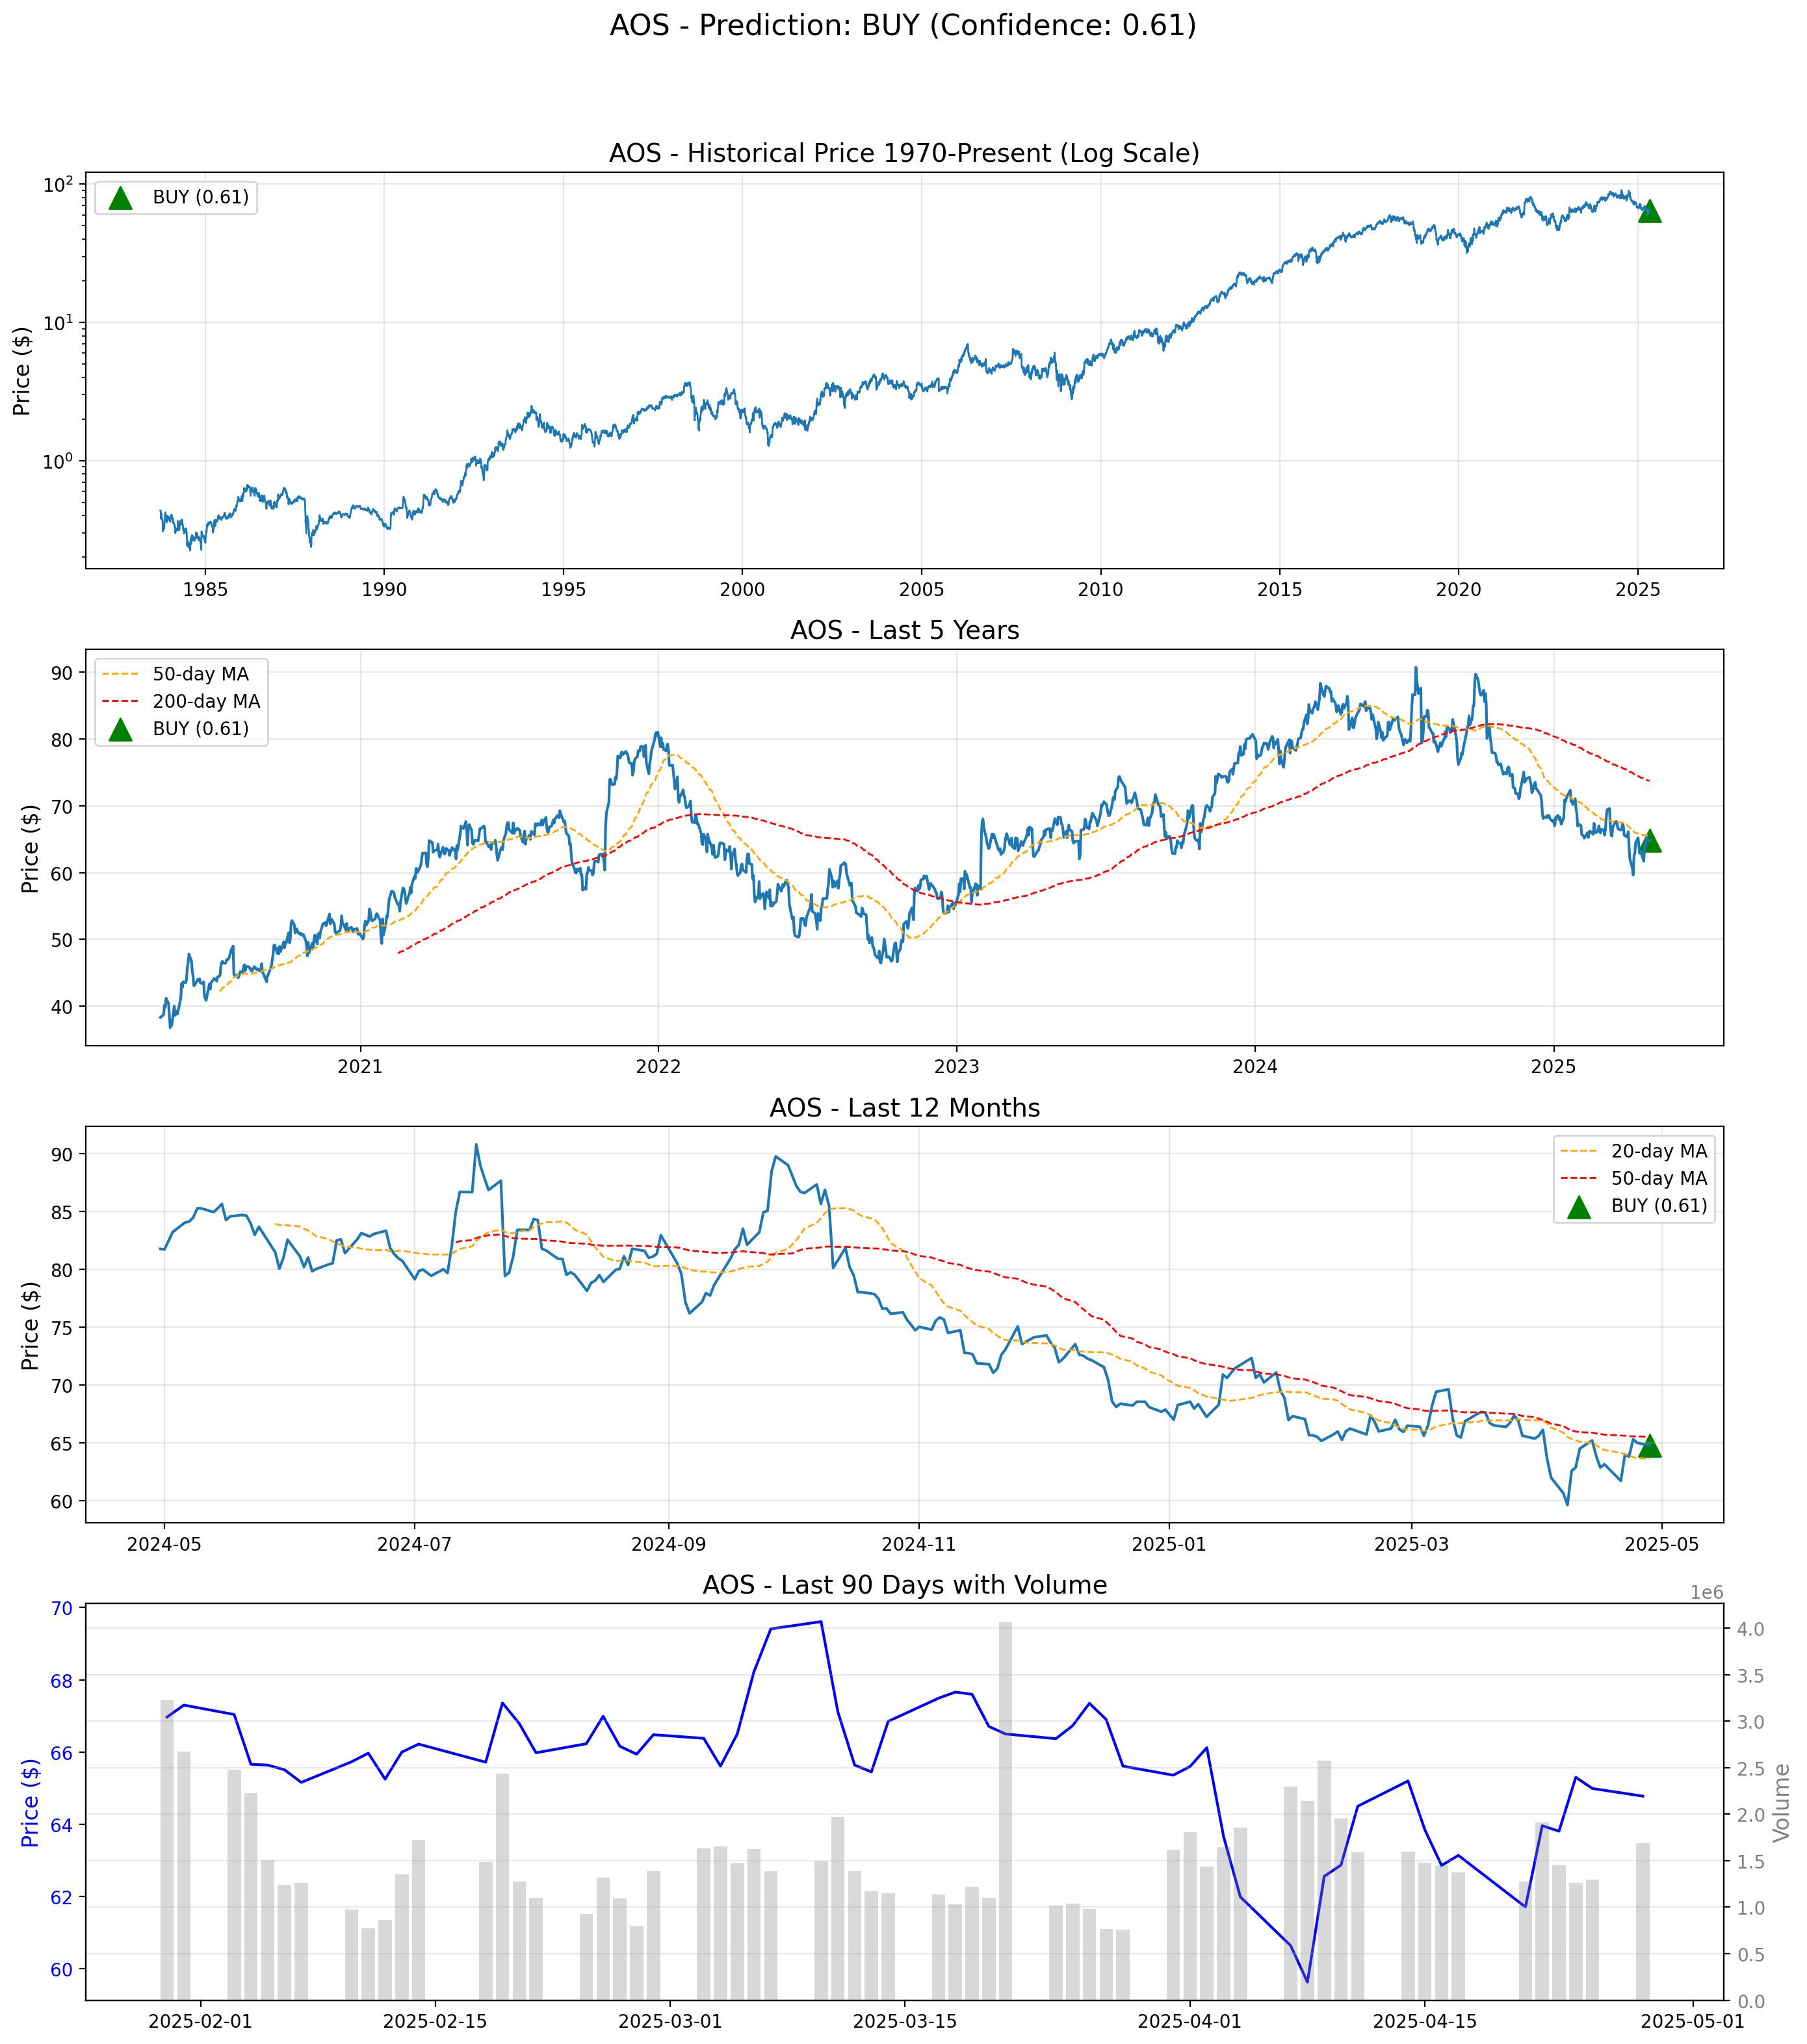 AOS - Prediction: BUY (Confidence: 0.61)
AOS - Historical Price 1970-Present (Log Scale)
Price ($)
10²
10¹
10⁰
BUY (0.61)
1985 1990 1995 2000 2005 2010 2015 2020 2025
AOS - Last 5 Years
Price ($)
90
80
70
60
50
40
50-day MA
200-day MA
BUY (0.61)
2021 2022 2023 2024 2025
AOS - Last 12 Months
Price ($)
90
85
80
75
70
65
60
20-day MA
50-day MA
BUY (0.61)
2024-05 2024-07 2024-09 2024-11 2025-01 2025-03 2025-05
AOS - Last 90 Days with Volume
1e6
Price ($)
70
68
66
64
62
60
4.0
3.5
3.0
2.5
2.0
1.5
1.0
0.5
0.0
Volume
2025-02-01 2025-02-15 2025-03-01 2025-03-15 2025-04-01 2025-04-15 2025-05-01